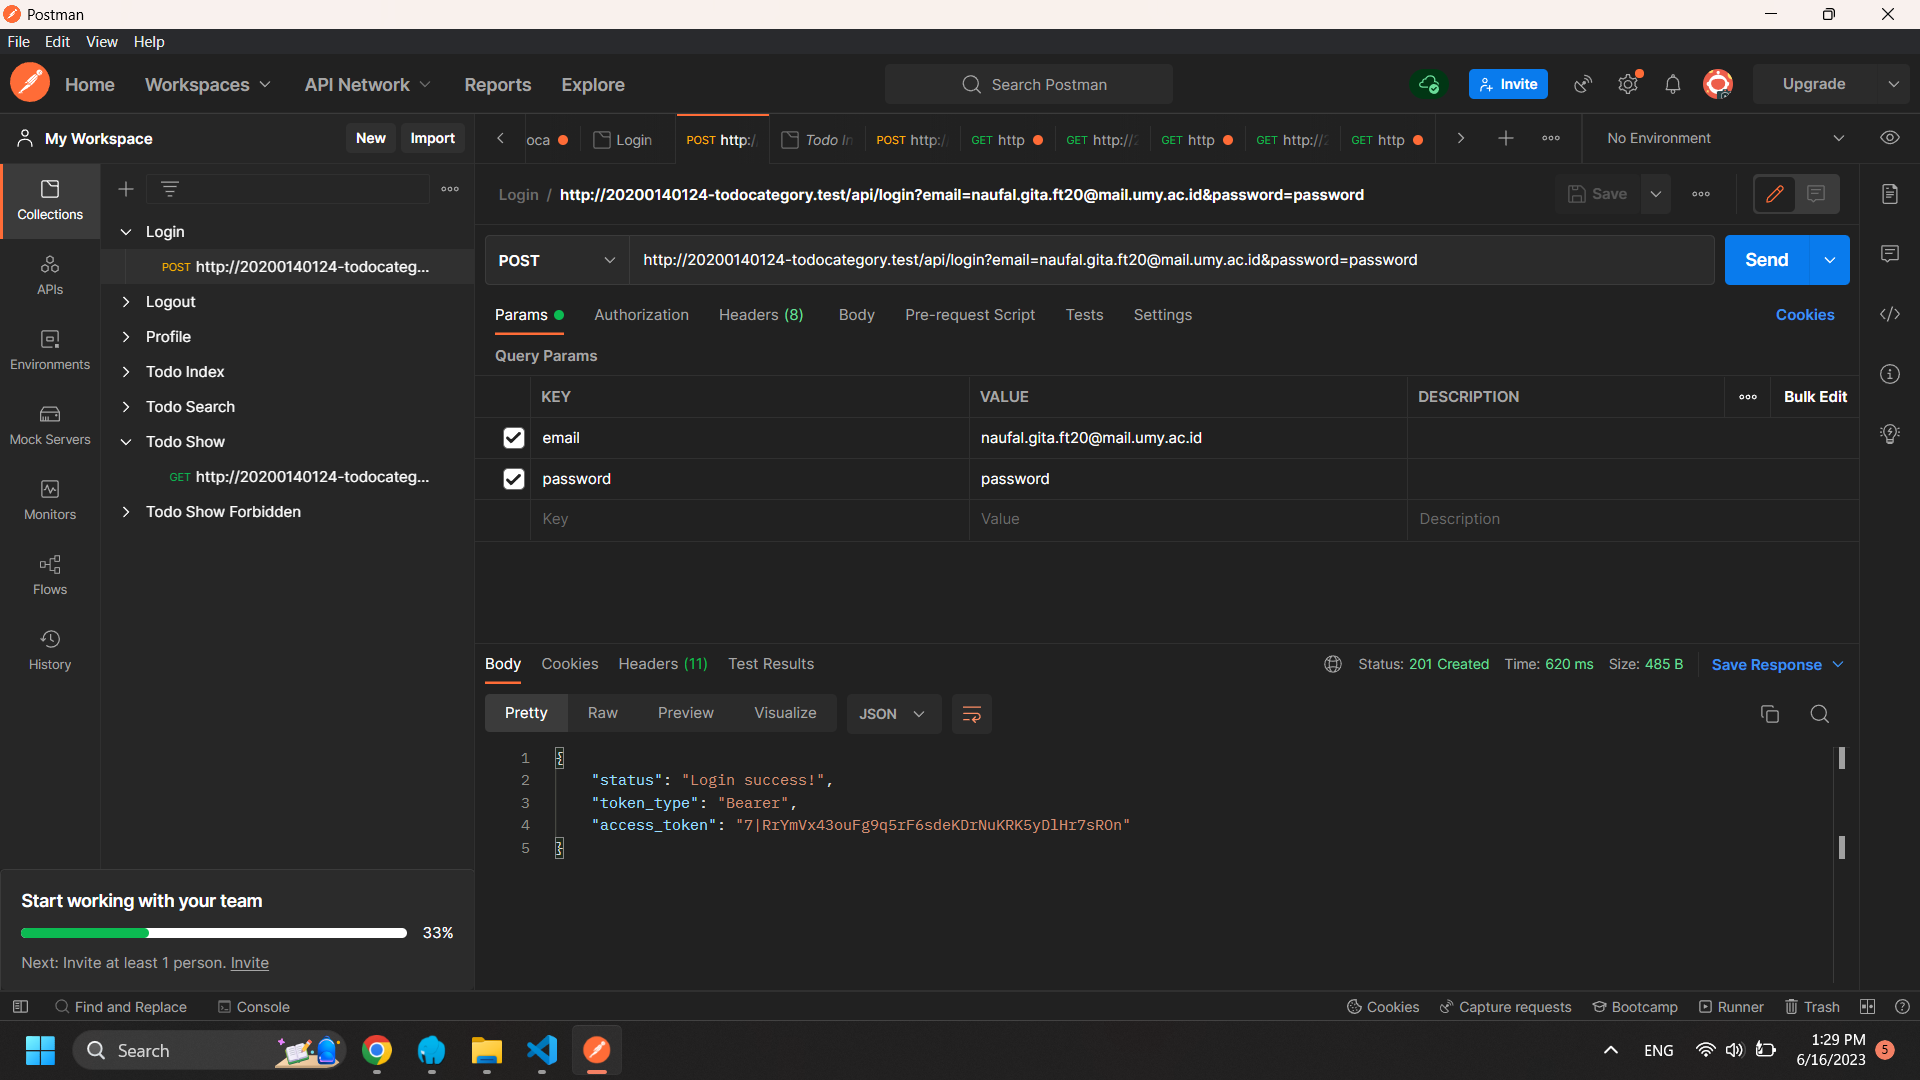 Postman
File Edit View Help
Home Workspaces API Network Reports Explore
Search Postman
Invite
Upgrade
My Workspace
New Import
oca
Login
POST http:/
Todo In
POST http:/
GET http
GET http://
GET http
GET http://
GET http
No Environment
Collections
APIs
Environments
Mock Servers
Monitors
Flows
History
Login
POST http://20200140124-todocateg...
Logout
Profile
Todo Index
Todo Search
Todo Show
GET http://20200140124-todocateg...
Todo Show Forbidden
Start working with your team
33%
Next: Invite at least 1 person. Invite
Login / http://20200140124-todocategory.test/api/login?email=naufal.gita.ft20@mail.umy.ac.id&password=password
Save
POST http://20200140124-todocategory.test/api/login?email=naufal.gita.ft20@mail.umy.ac.id&password=password
Send
Params Authorization Headers (8) Body Pre-request Script Tests Settings Cookies
Query Params
KEY VALUE DESCRIPTION Bulk Edit
email naufal.gita.ft20@mail.umy.ac.id
password password
Key Value Description
Body Cookies Headers (11) Test Results
Status: 201 Created Time: 620 ms Size: 485 B Save Response
Pretty Raw Preview Visualize JSON
1 {
2 "status": "Login success!",
3 "token_type": "Bearer",
4 "access_token": "7|RrYmVx43ouFg9q5rF6sdeKDrNuKRK5yDlHr7sROn"
5 }
Find and Replace Console
Cookies Capture requests Bootcamp Runner Trash
Search
ENG
1:29 PM
6/16/2023
5